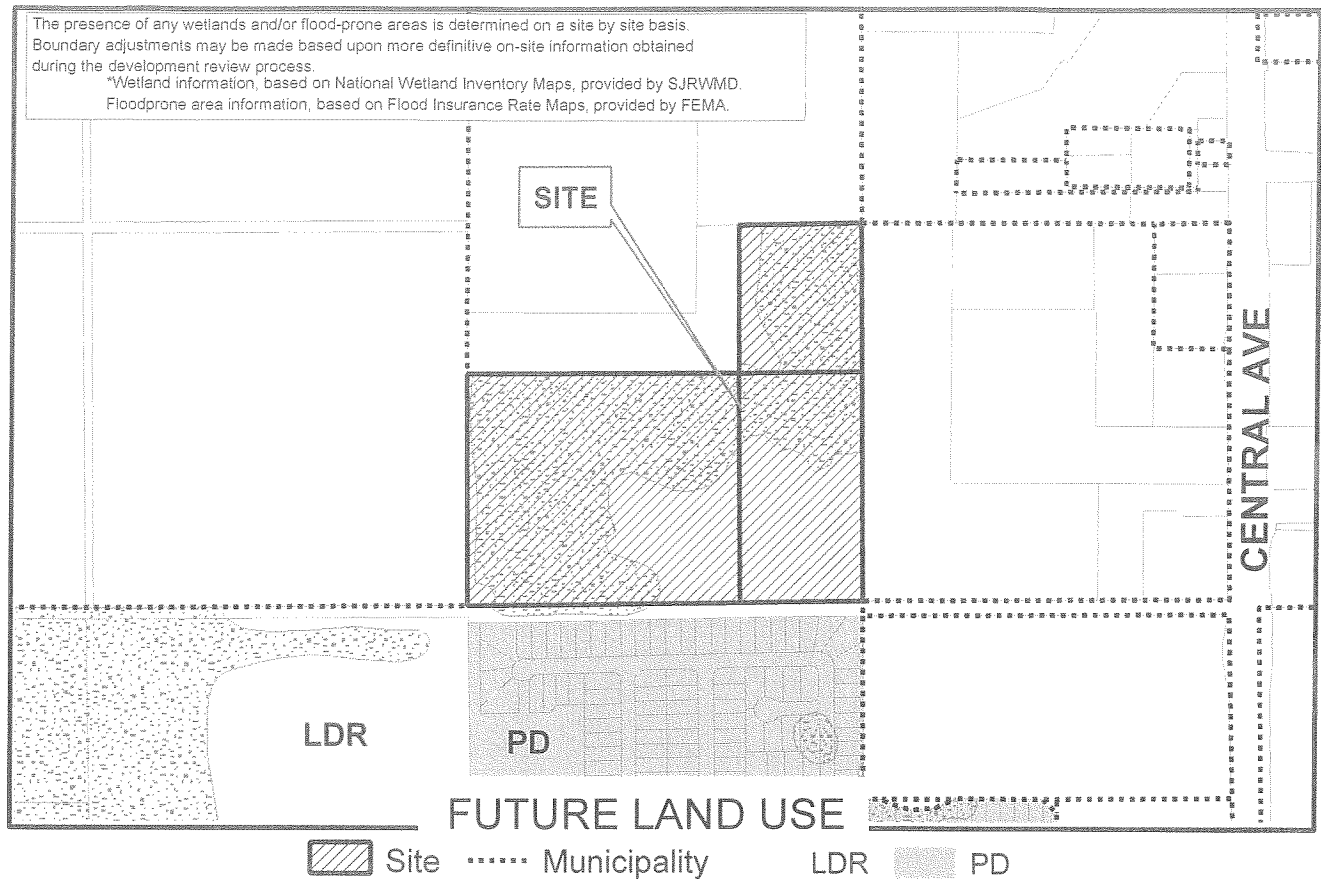 The presence of any wetlands and/or flood-prone areas is determined on a site by site basis.
Boundary adjustments may be made based upon more definitive on-site information obtained
during the development review process.
*Wetland information, based on National Wetland Inventory Maps, provided by SJRWMD.
Floodprone area information, based on Flood Insurance Rate Maps, provided by FEMA.
SITE
CENTRAL AVE
LDR
PD
FUTURE LAND USE
Site Municipality LDR PD